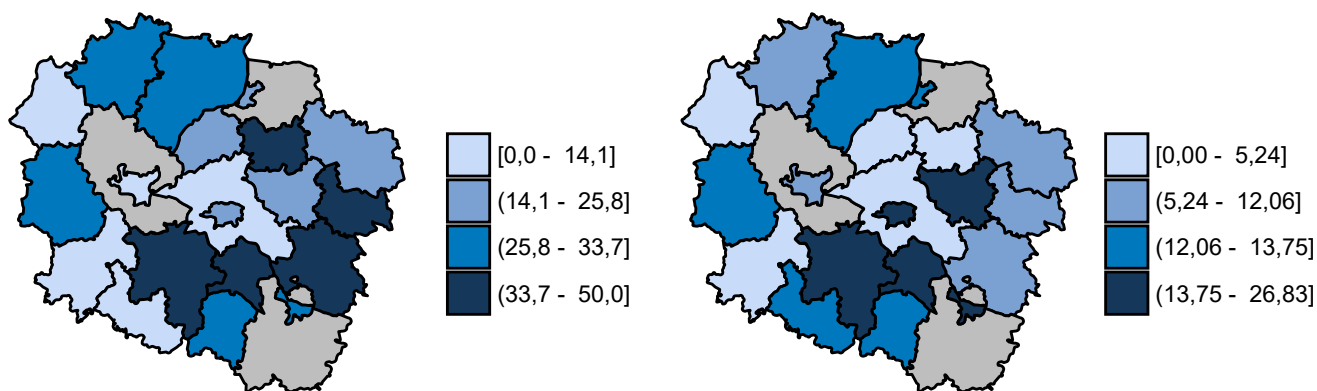 [0,0 - 14,1]
(14,1 - 25,8]
(25,8 - 33,7]
(33,7 - 50,0]
[0,00 - 5,24]
(5,24 - 12,06]
(12,06 - 13,75]
(13,75 - 26,83]